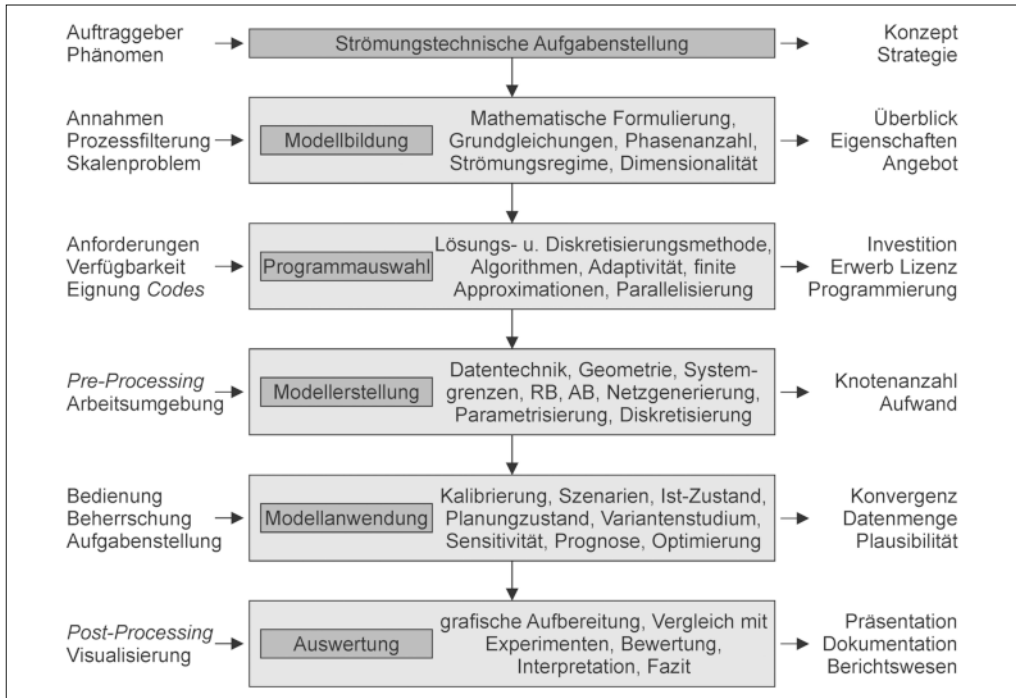 Auftraggeber
Phänomen
Strömungstechnische Aufgabenstellung
Konzept
Strategie
Annahmen
Prozessfilterung
Skalenproblem
Modellbildung
Mathematische Formulierung,
Grundgleichungen, Phasenanzahl,
Strömungsregime, Dimensionalität
Überblick
Eigenschaften
Angebot
Anforderungen
Verfügbarkeit
Eignung Codes
Programmauswahl
Lösungs- u. Diskretisierungsmethode,
Algorithmen, Adaptivität, finite
Approximationen, Parallelisierung
Investition
Erwerb Lizenz
Programmierung
Pre-Processing
Arbeitsumgebung
Modellerstellung
Datentechnik, Geometrie, System-
grenzen, RB, AB, Netzgenerierung,
Parametrisierung, Diskretisierung
Knotenanzahl
Aufwand
Bedienung
Beherrschung
Aufgabenstellung
Modellanwendung
Kalibrierung, Szenarien, Ist-Zustand,
Planungzustand, Variantenstudium,
Sensitivität, Prognose, Optimierung
Konvergenz
Datenmenge
Plausibilität
Post-Processing
Visualisierung
Auswertung
grafische Aufbereitung, Vergleich mit
Experimenten, Bewertung,
Interpretation, Fazit
Präsentation
Dokumentation
Berichtswesen